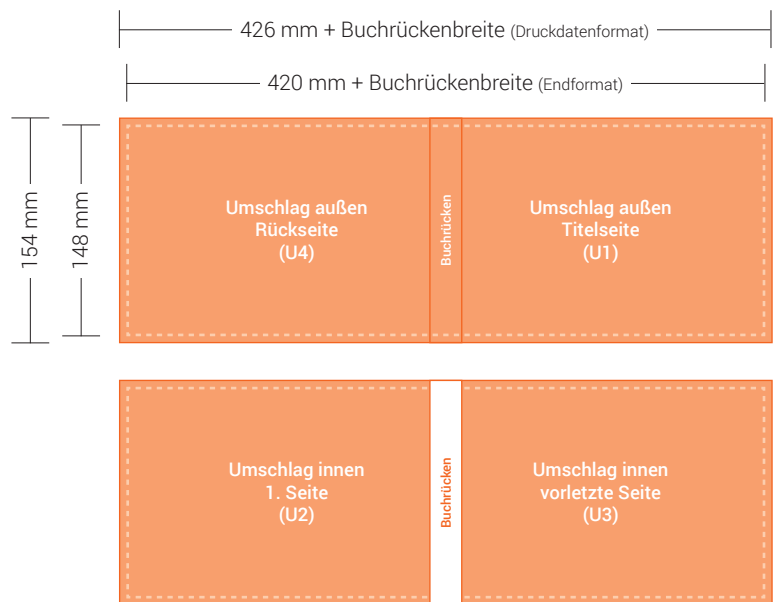 426 mm + Buchrückenbreite (Druckdatenformat)
420 mm + Buchrückenbreite (Endformat)
154 mm
148 mm
Umschlag außen
Rückseite
(U4)
Buchrücken
Umschlag außen
Titelseite
(U1)
Umschlag innen
1. Seite
(U2)
Buchrücken
Umschlag innen
vorletzte Seite
(U3)